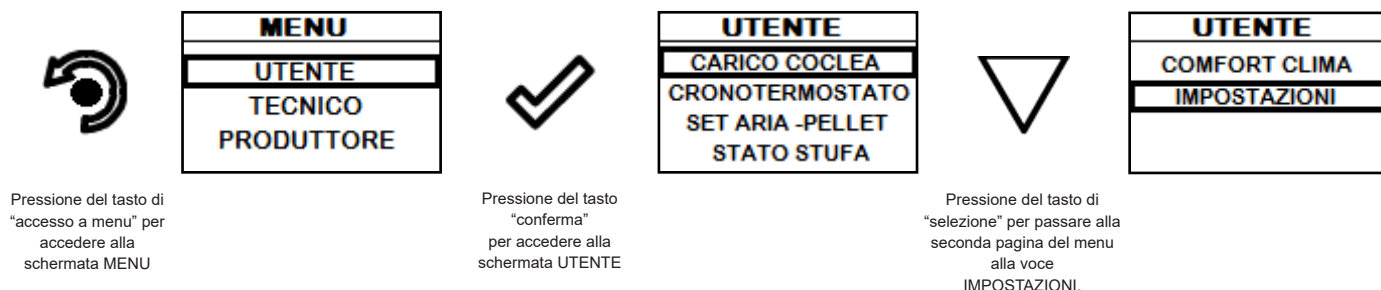 MENU
UTENTE
TECNICO
PRODUTTORE
Pressione del tasto di
“accesso a menu” per
accedere alla
schermata MENU
Pressione del tasto
“conferma”
per accedere alla
schermata UTENTE
UTENTE
CARICO COCLEA
CRONOTERMOSTATO
SET ARIA -PELLET
STATO STUFA
Pressione del tasto di
“selezione” per passare alla
seconda pagina del menu
alla voce
IMPOSTAZIONI.
UTENTE
COMFORT CLIMA
IMPOSTAZIONI